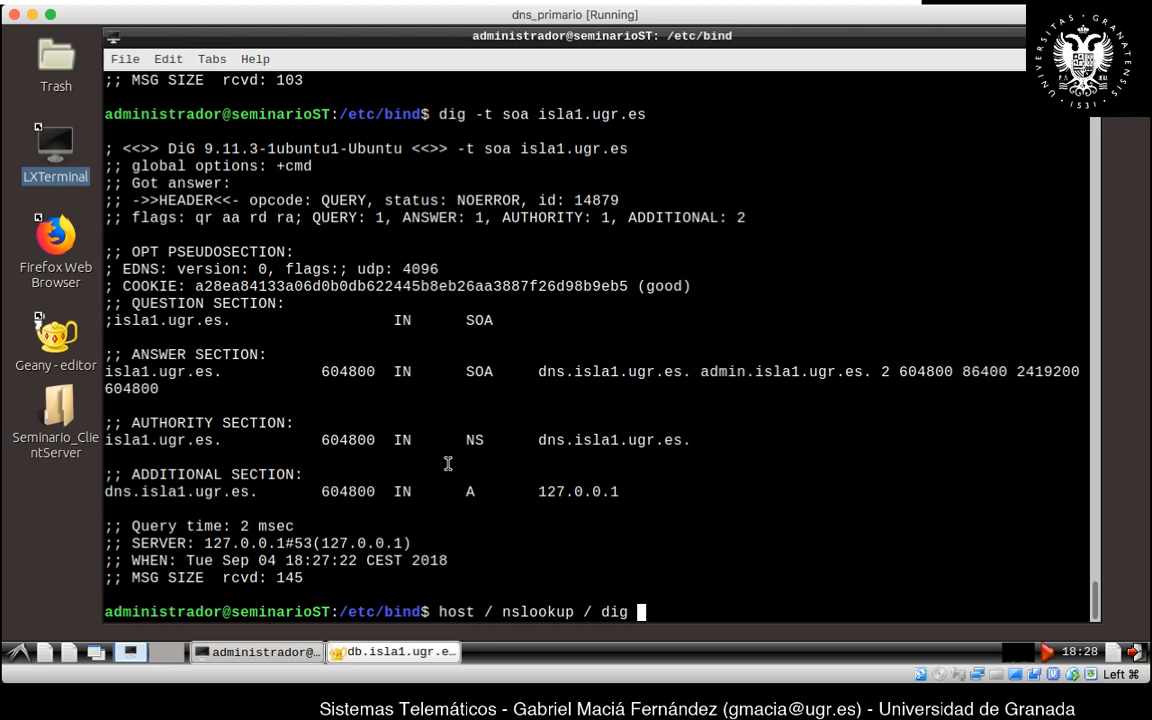 dns_primario [Running]
administrador@seminarioST: /etc/bind
UNIVERSITAS GRANATENSIS
1531
File Edit Tabs Help
Trash
LXTerminal
Firefox Web
Browser
Geany - editor
Seminario_Clie
ntServer
;; MSG SIZE rcvd: 103
administrador@seminarioST:/etc/bind$ dig -t soa isla1.ugr.es
; <<>> DiG 9.11.3-1ubuntu1-Ubuntu <<>> -t soa isla1.ugr.es
;; global options: +cmd
;; Got answer:
;; ->>HEADER<<- opcode: QUERY, status: NOERROR, id: 14879
;; flags: qr aa rd ra; QUERY: 1, ANSWER: 1, AUTHORITY: 1, ADDITIONAL: 2
;; OPT PSEUDOSECTION:
; EDNS: version: 0, flags:; udp: 4096
; COOKIE: a28ea84133a06d0b0db622445b8eb26aa3887f26d98b9eb5 (good)
;; QUESTION SECTION:
;isla1.ugr.es. IN SOA
;; ANSWER SECTION:
isla1.ugr.es. 604800 IN SOA dns.isla1.ugr.es. admin.isla1.ugr.es. 2 604800 86400 2419200
604800
;; AUTHORITY SECTION:
isla1.ugr.es. 604800 IN NS dns.isla1.ugr.es.
;; ADDITIONAL SECTION:
dns.isla1.ugr.es. 604800 IN A 127.0.0.1
;; Query time: 2 msec
;; SERVER: 127.0.0.1#53(127.0.0.1)
;; WHEN: Tue Sep 04 18:27:22 CEST 2018
;; MSG SIZE rcvd: 145
administrador@seminarioST:/etc/bind$ host / nslookup / dig
administrador@... db.isla1.ugr.e... 18:28
Left ⌘
Sistemas Telemáticos - Gabriel Maciá Fernández (gmacia@ugr.es) - Universidad de Granada